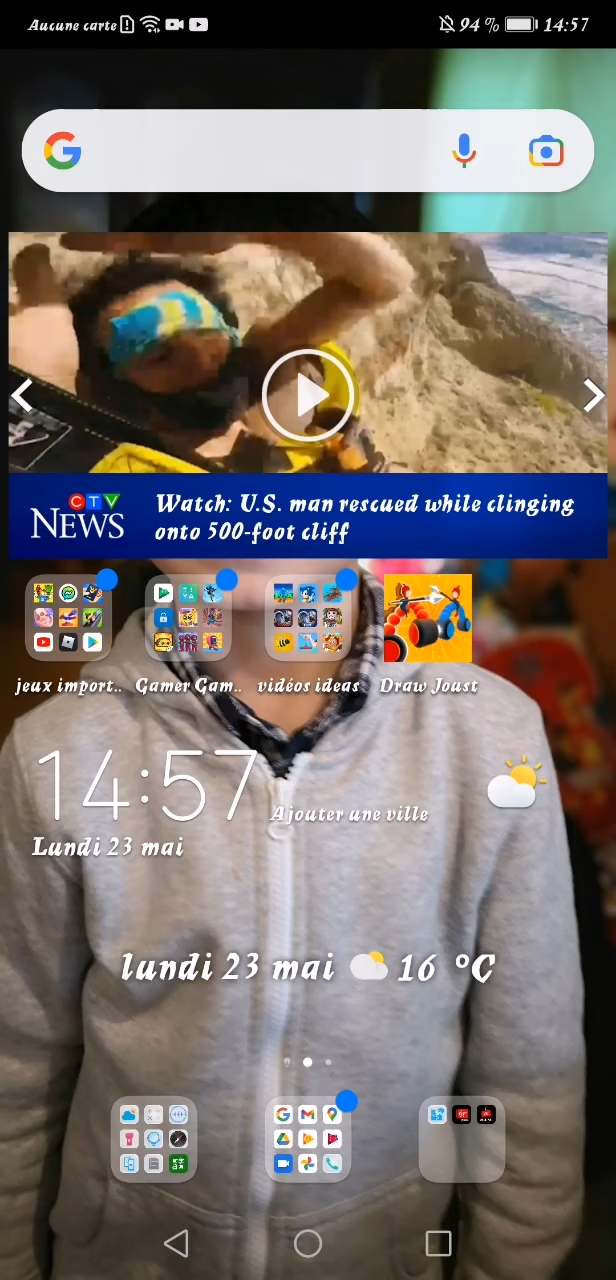 Aucune carte
94 % 14:57
CTV
NEWS
Watch: U.S. man rescued while clinging
onto 500-foot cliff
jeux import.. Gamer Gam.. vidéos ideas Draw Joust
14:57 Ajouter une ville
Lundi 23 mai
lundi 23 mai 16 °C